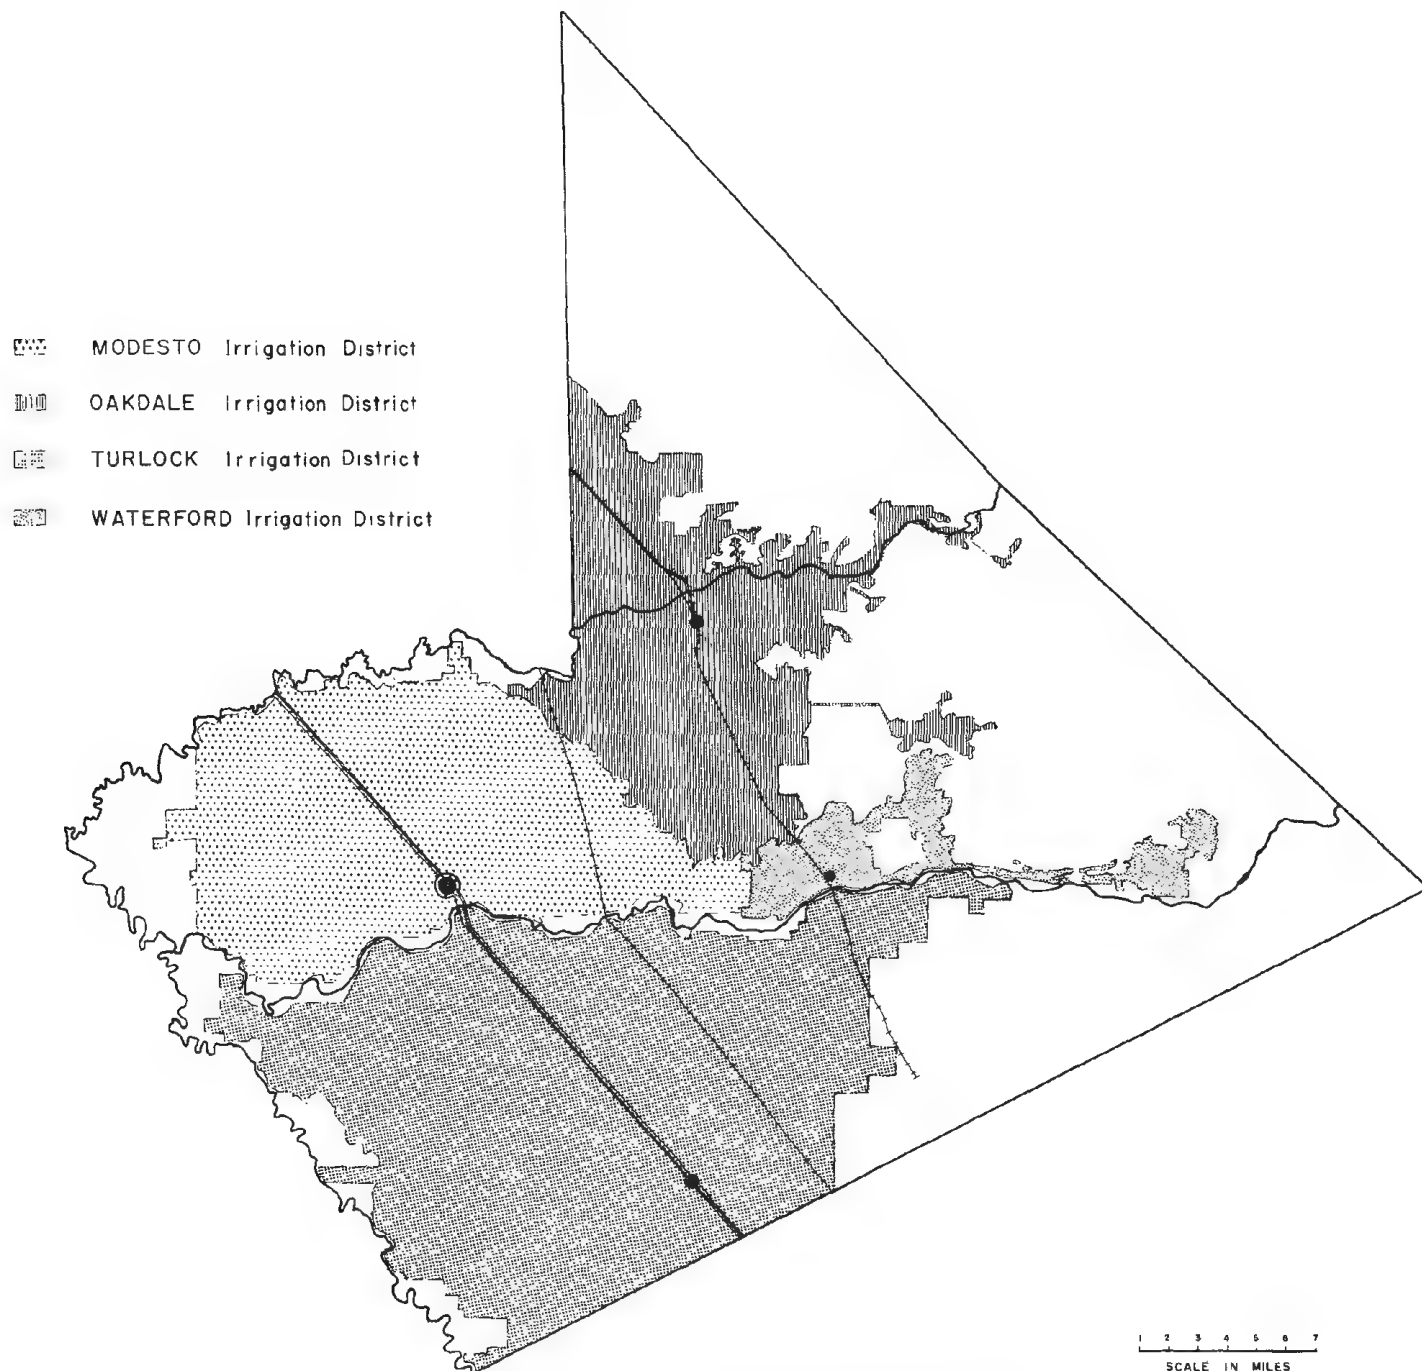 MODESTO Irrigation District
OAKDALE Irrigation District
TURLOCK Irrigation District
WATERFORD Irrigation District
1 2 3 4 5 6 7
SCALE IN MILES